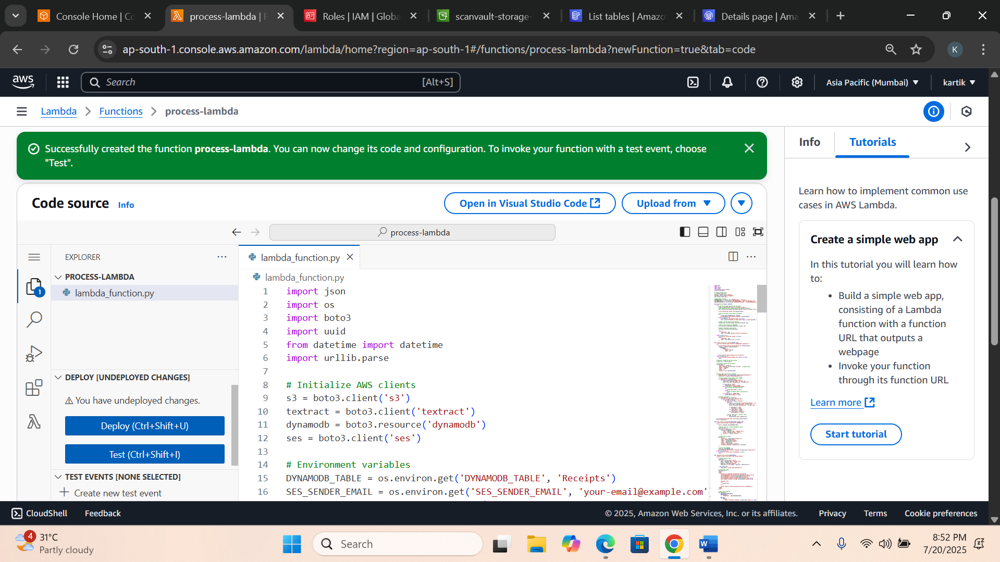 Console Home | Co
process-lambda | F
Roles | IAM | Globa
scanvault-storage-
List tables | Amazo
Details page | Ama
ap-south-1.console.aws.amazon.com/lambda/home?region=ap-south-1#/functions/process-lambda?newFunction=true&tab=code
K
aws
Search
[Alt+S]
Asia Pacific (Mumbai)
kartik
Lambda
Functions
process-lambda
Successfully created the function process-lambda. You can now change its code and configuration. To invoke your function with a test event, choose
"Test".
Info
Tutorials
Code source
Info
Open in Visual Studio Code
Upload from
process-lambda
EXPLORER
PROCESS-LAMBDA
lambda_function.py
1
DEPLOY [UNDEPLOYED CHANGES]
You have undeployed changes.
Deploy (Ctrl+Shift+U)
Test (Ctrl+Shift+I)
TEST EVENTS [NONE SELECTED]
Create new test event
lambda_function.py
lambda_function.py
1 import json
2 import os
3 import boto3
4 import uuid
5 from datetime import datetime
6 import urllib.parse
7
8 # Initialize AWS clients
9 s3 = boto3.client('s3')
10 textract = boto3.client('textract')
11 dynamodb = boto3.resource('dynamodb')
12 ses = boto3.client('ses')
13
14 # Environment variables
15 DYNAMODB_TABLE = os.environ.get('DYNAMODB_TABLE', 'Receipts')
16 SES_SENDER_EMAIL = os.environ.get('SES_SENDER_EMAIL', 'your-email@example.com'
Learn how to implement common use
cases in AWS Lambda.
Create a simple web app
In this tutorial you will learn how
to:
• Build a simple web app,
consisting of a Lambda
function with a function
URL that outputs a
webpage
• Invoke your function
through its function URL
Learn more
Start tutorial
CloudShell
Feedback
© 2025, Amazon Web Services, Inc. or its affiliates.
Privacy
Terms
Cookie preferences
4
31°C
Partly cloudy
Search
W
8:52 PM
7/20/2025